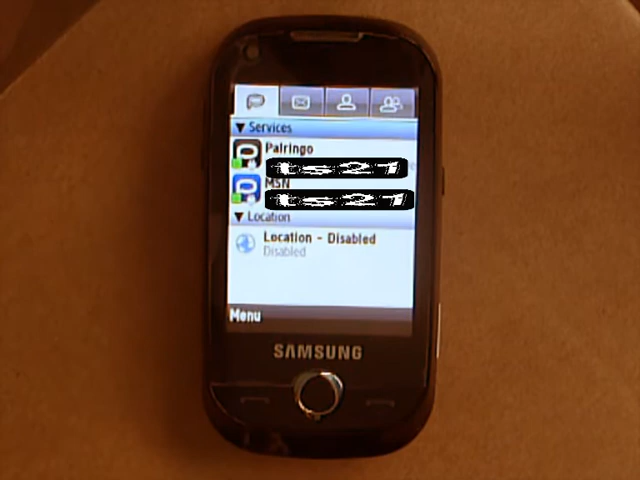 Services
Palringo
ts21
MSN
ts21
Location
Location - Disabled
Disabled
Menu
SAMSUNG